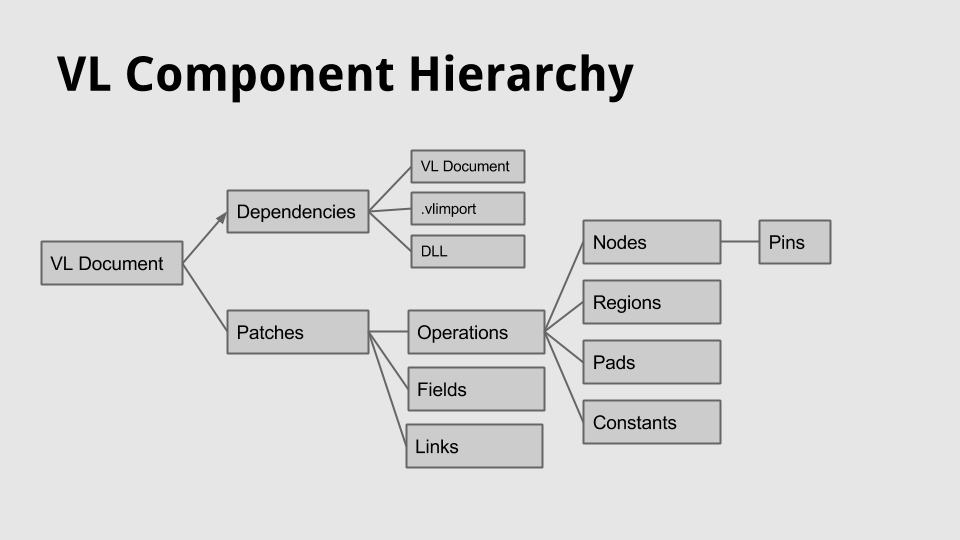 VL Component Hierarchy
VL Document
Dependencies
VL Document
.vlimport
DLL
Patches
Operations
Fields
Links
Nodes
Pins
Regions
Pads
Constants